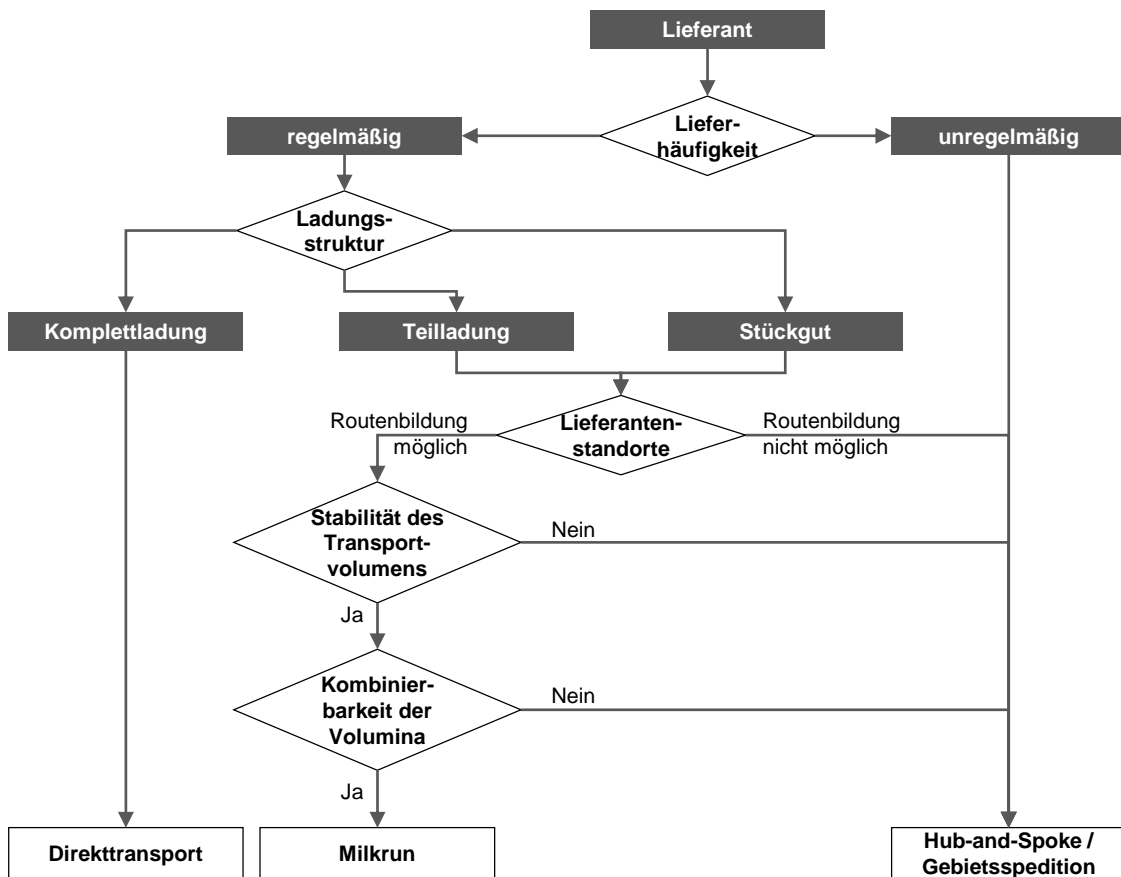 Lieferant
Liefer-
häufigkeit
regelmäßig
unregelmäßig
Ladungs-
struktur
Komplettladung
Teilladung
Stückgut
Routenbildung
möglich
Lieferanten-
standorte
Routenbildung
nicht möglich
Stabilität des
Transport-
volumens
Nein
Ja
Kombinier-
barkeit der
Volumina
Nein
Ja
Direkttransport
Milkrun
Hub-and-Spoke /
Gebietsspedition